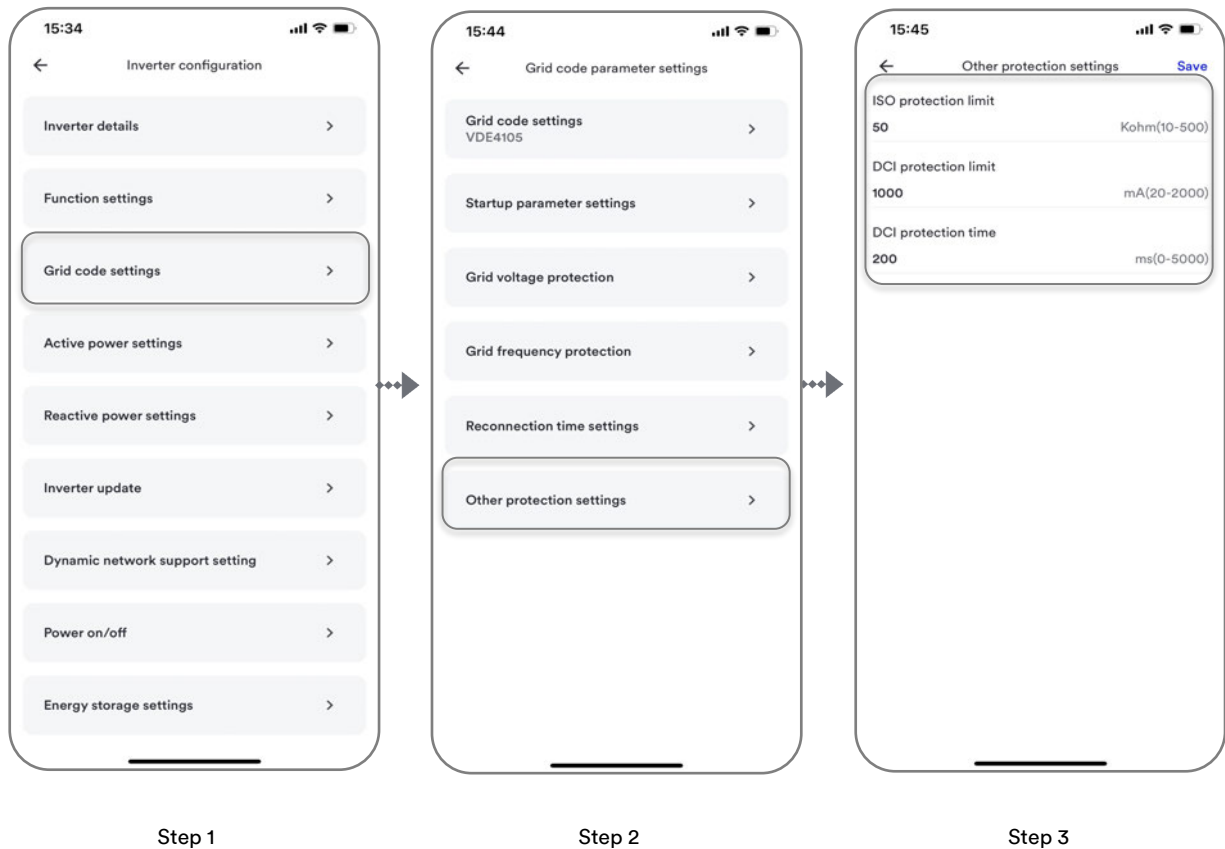 15:34
Inverter configuration
Inverter details
Function settings
Grid code settings
Active power settings
Reactive power settings
Inverter update
Dynamic network support setting
Power on/off
Energy storage settings
15:44
Grid code parameter settings
Grid code settings
VDE4105
Startup parameter settings
Grid voltage protection
Grid frequency protection
Reconnection time settings
Other protection settings
15:45
Other protection settings Save
ISO protection limit
50 Kohm(10-500)
DCI protection limit
1000 mA(20-2000)
DCI protection time
200 ms(0-5000)
Step 1
Step 2
Step 3